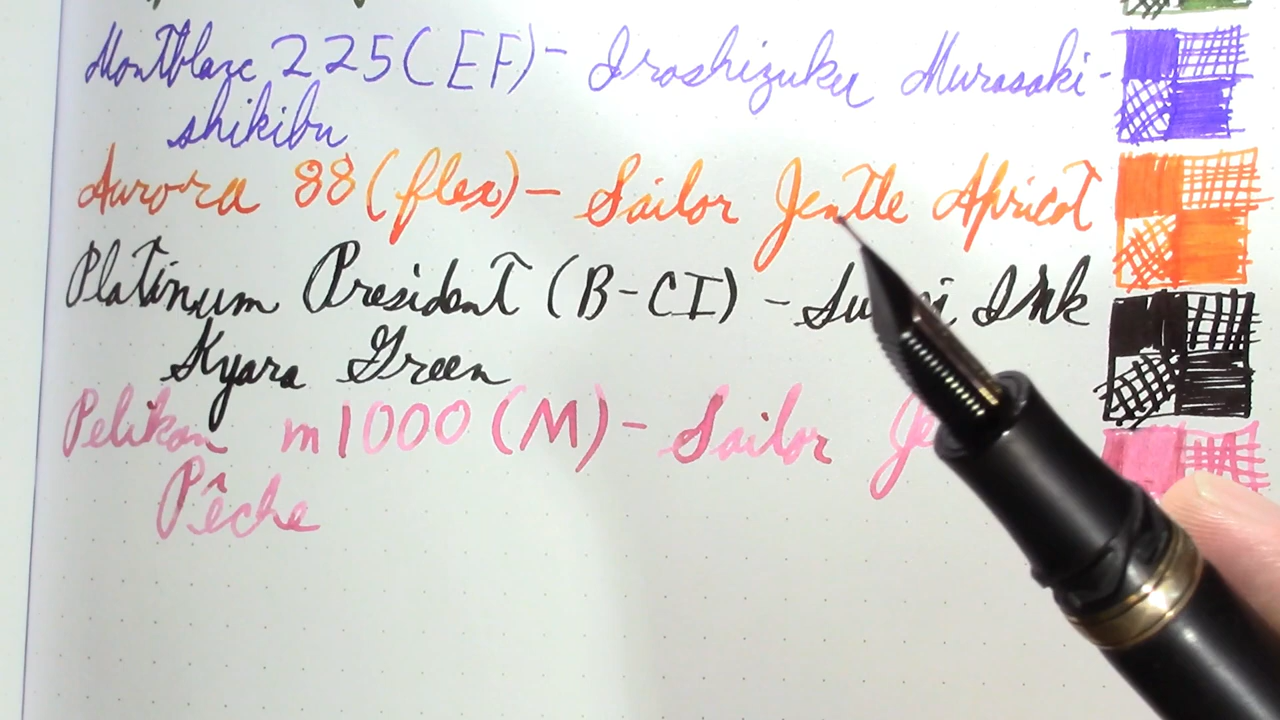 Montblanc 225 (EF) - Iroshizuku Murasaki-
shikibu
Aurora 88 (flex) - Sailor Jentle Apricot
Platinum President (B-CI) - Ink
Kyara Green
Pelikan m1000 (M) - Sailor
Pêche